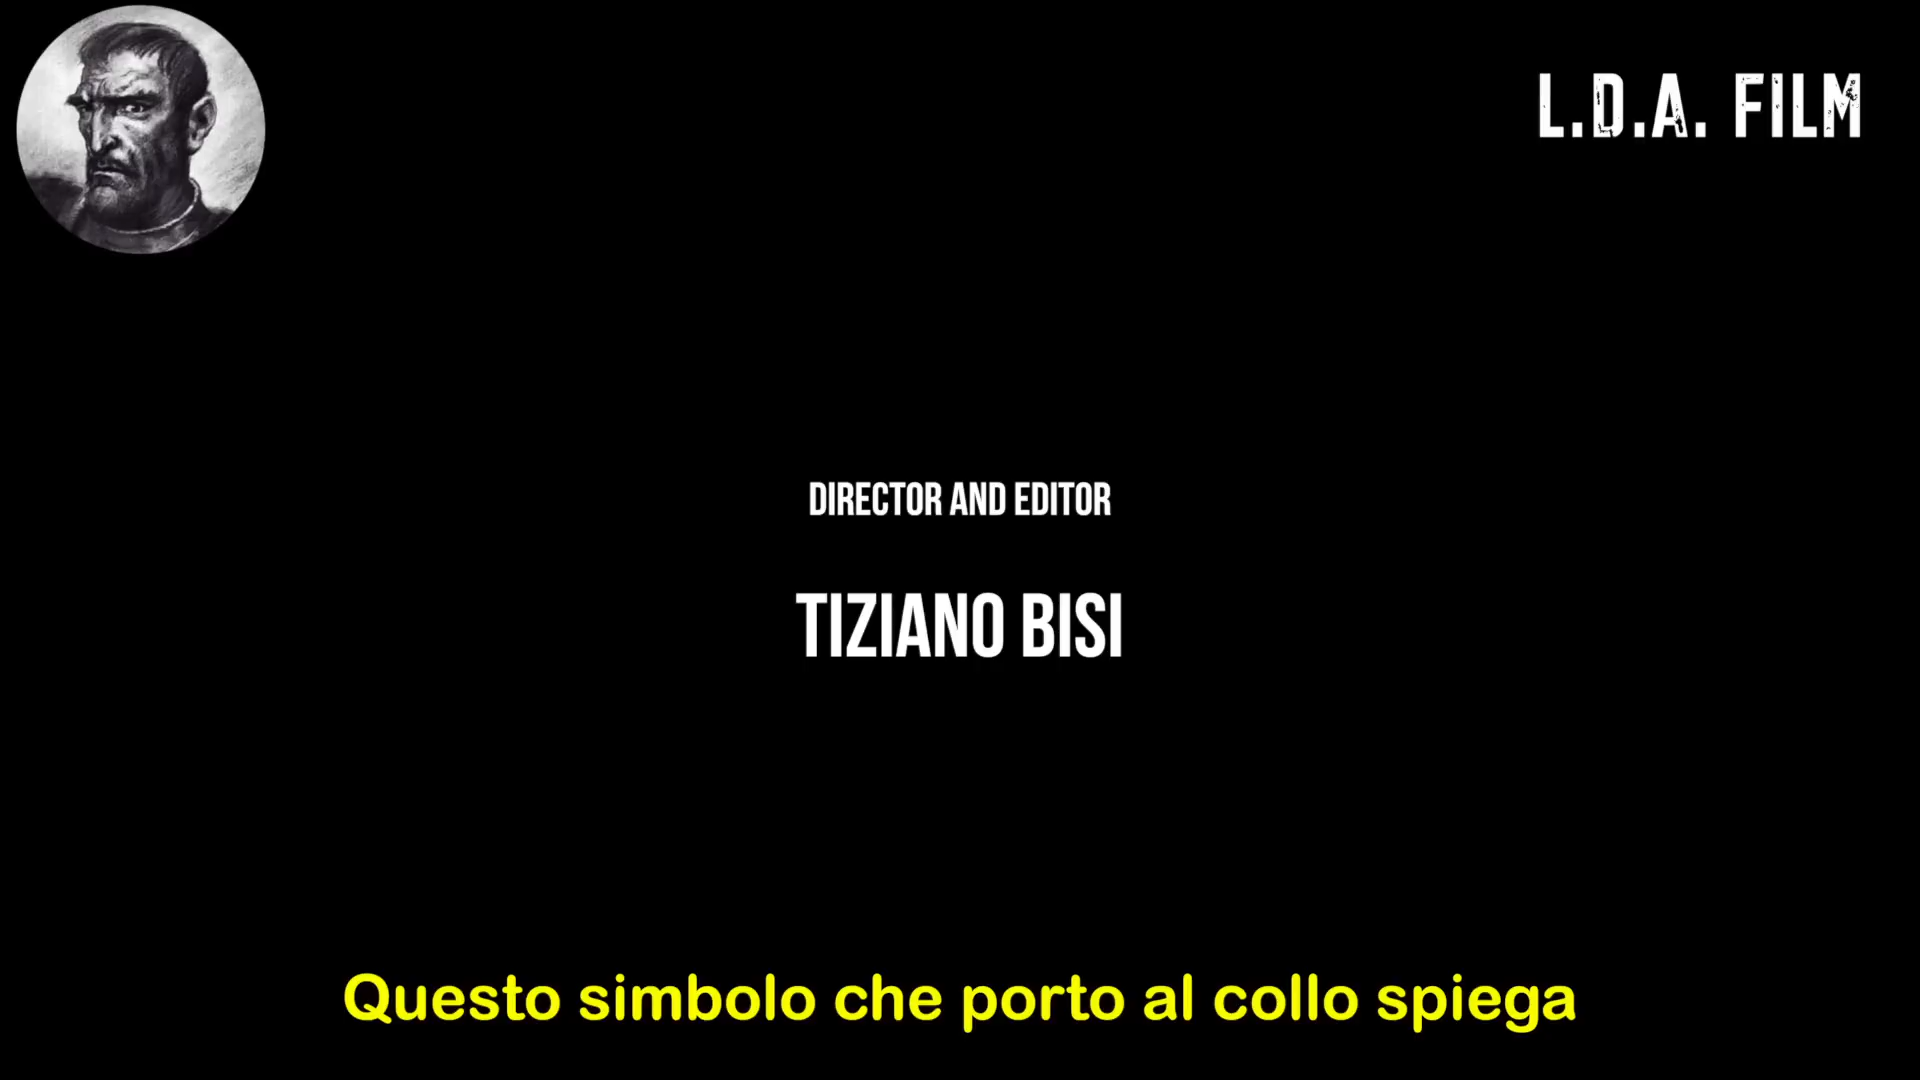 L.D.A. FILM
DIRECTOR AND EDITOR
TIZIANO BISI
Questo simbolo che porto al collo spiega